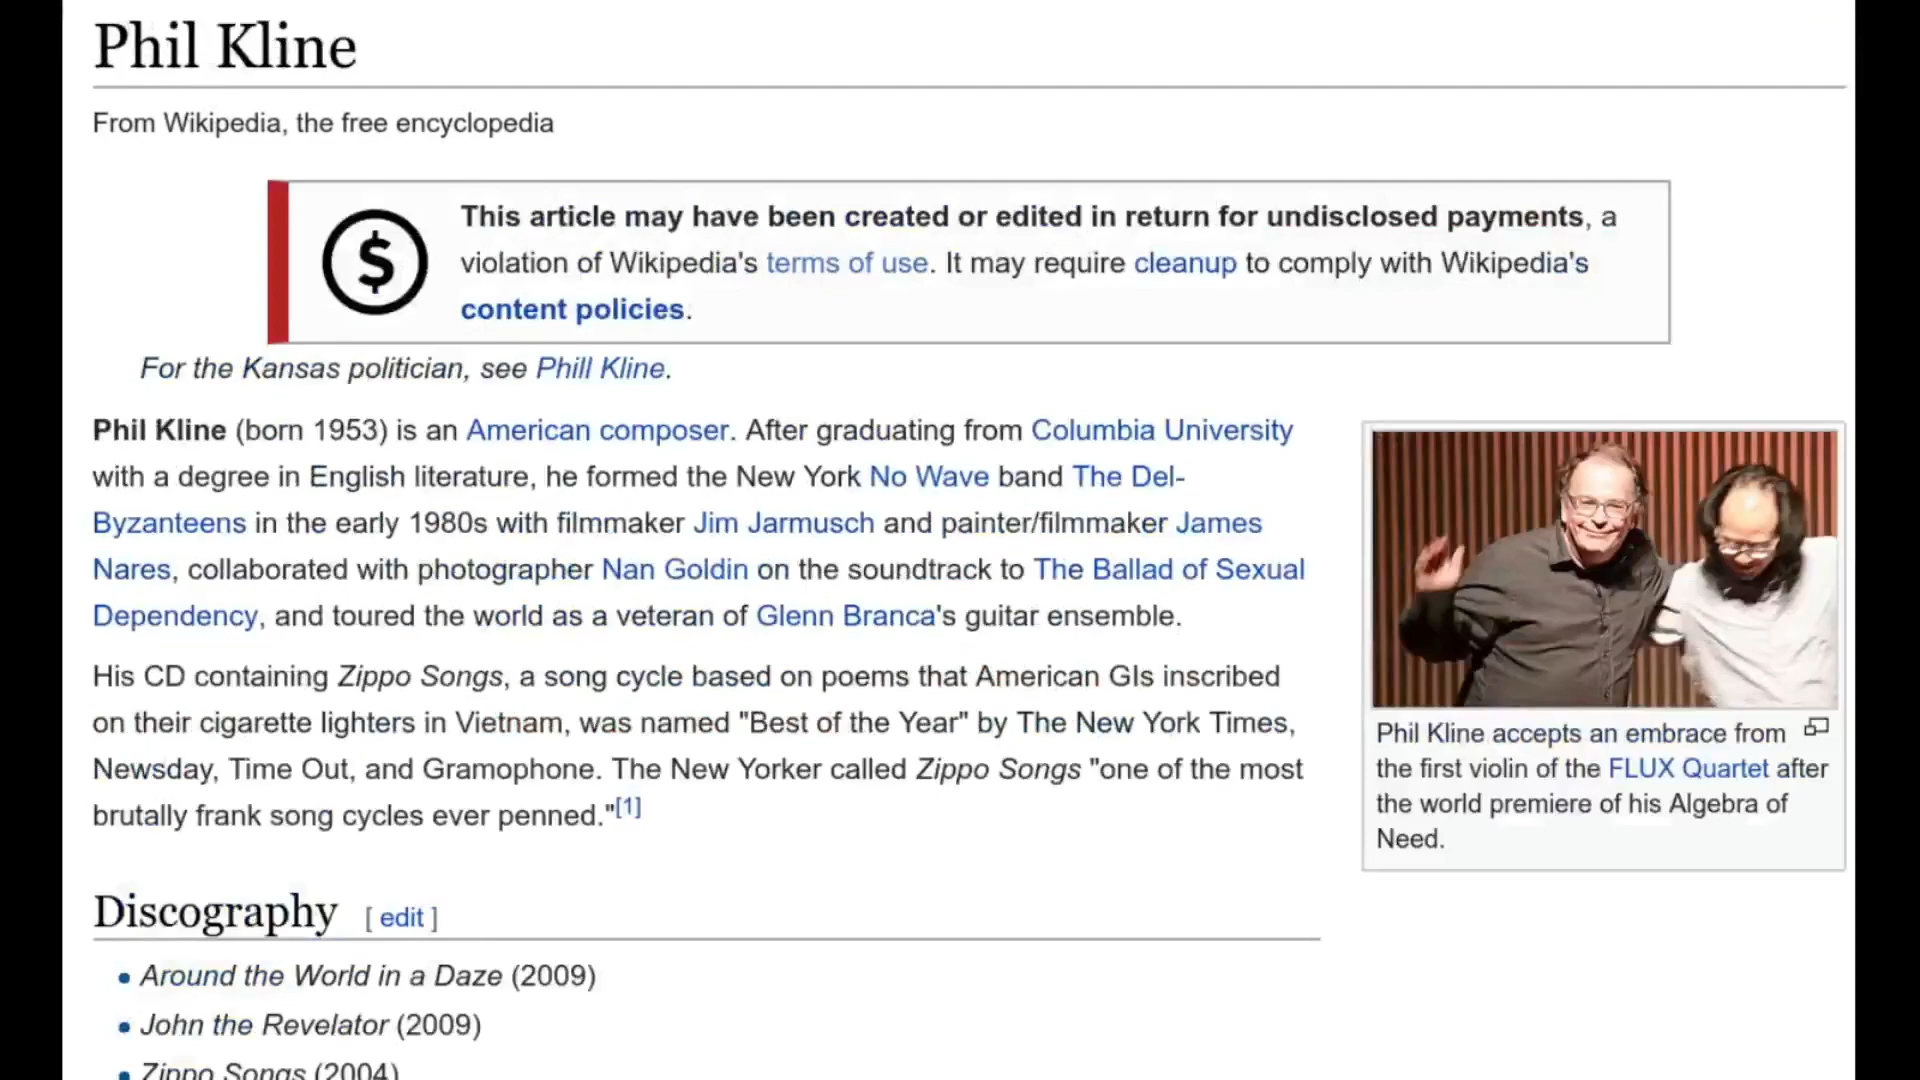 Phil Kline
From Wikipedia, the free encyclopedia
$
This article may have been created or edited in return for undisclosed payments, a
violation of Wikipedia's terms of use. It may require cleanup to comply with Wikipedia's
content policies.
For the Kansas politician, see Phill Kline.
Phil Kline (born 1953) is an American composer. After graduating from Columbia University
with a degree in English literature, he formed the New York No Wave band The Del-
Byzanteens in the early 1980s with filmmaker Jim Jarmusch and painter/filmmaker James
Nares, collaborated with photographer Nan Goldin on the soundtrack to The Ballad of Sexual
Dependency, and toured the world as a veteran of Glenn Branca's guitar ensemble.
His CD containing Zippo Songs, a song cycle based on poems that American GIs inscribed
on their cigarette lighters in Vietnam, was named "Best of the Year" by The New York Times,
Newsday, Time Out, and Gramophone. The New Yorker called Zippo Songs "one of the most
brutally frank song cycles ever penned."[1]
Phil Kline accepts an embrace from
the first violin of the FLUX Quartet after
the world premiere of his Algebra of
Need.
Discography [ edit ]
• Around the World in a Daze (2009)
• John the Revelator (2009)
• Zippo Songs (2004)